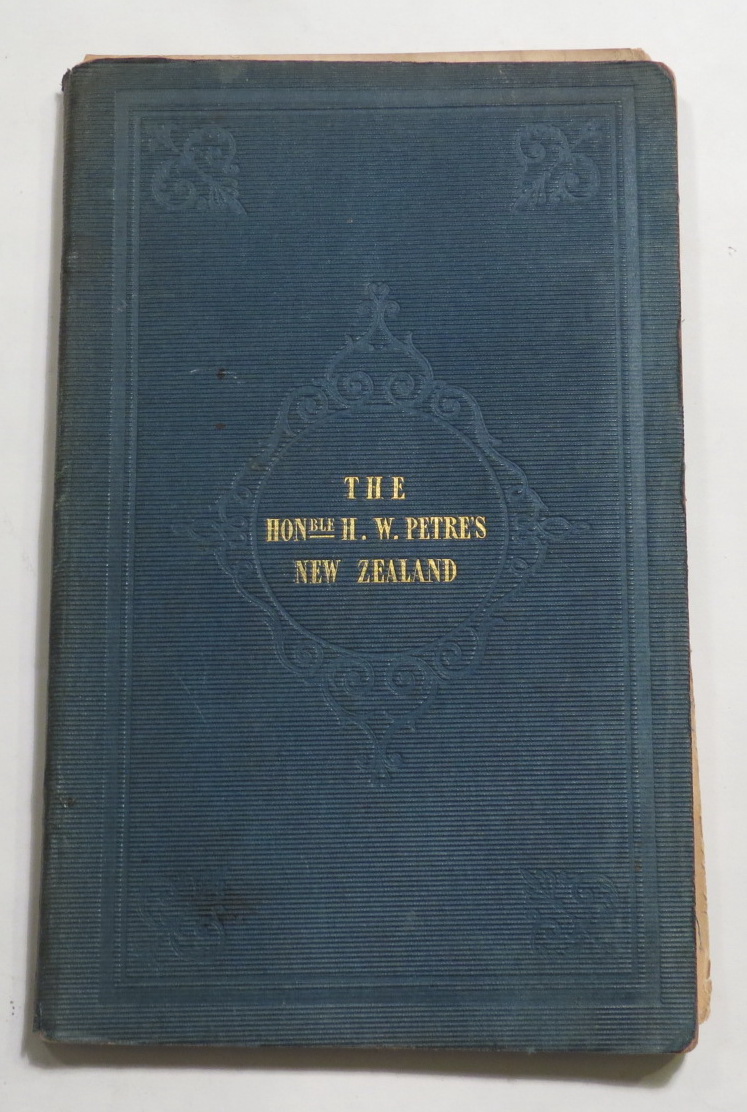 THE
HONBLE H. W. PETRE'S
NEW ZEALAND